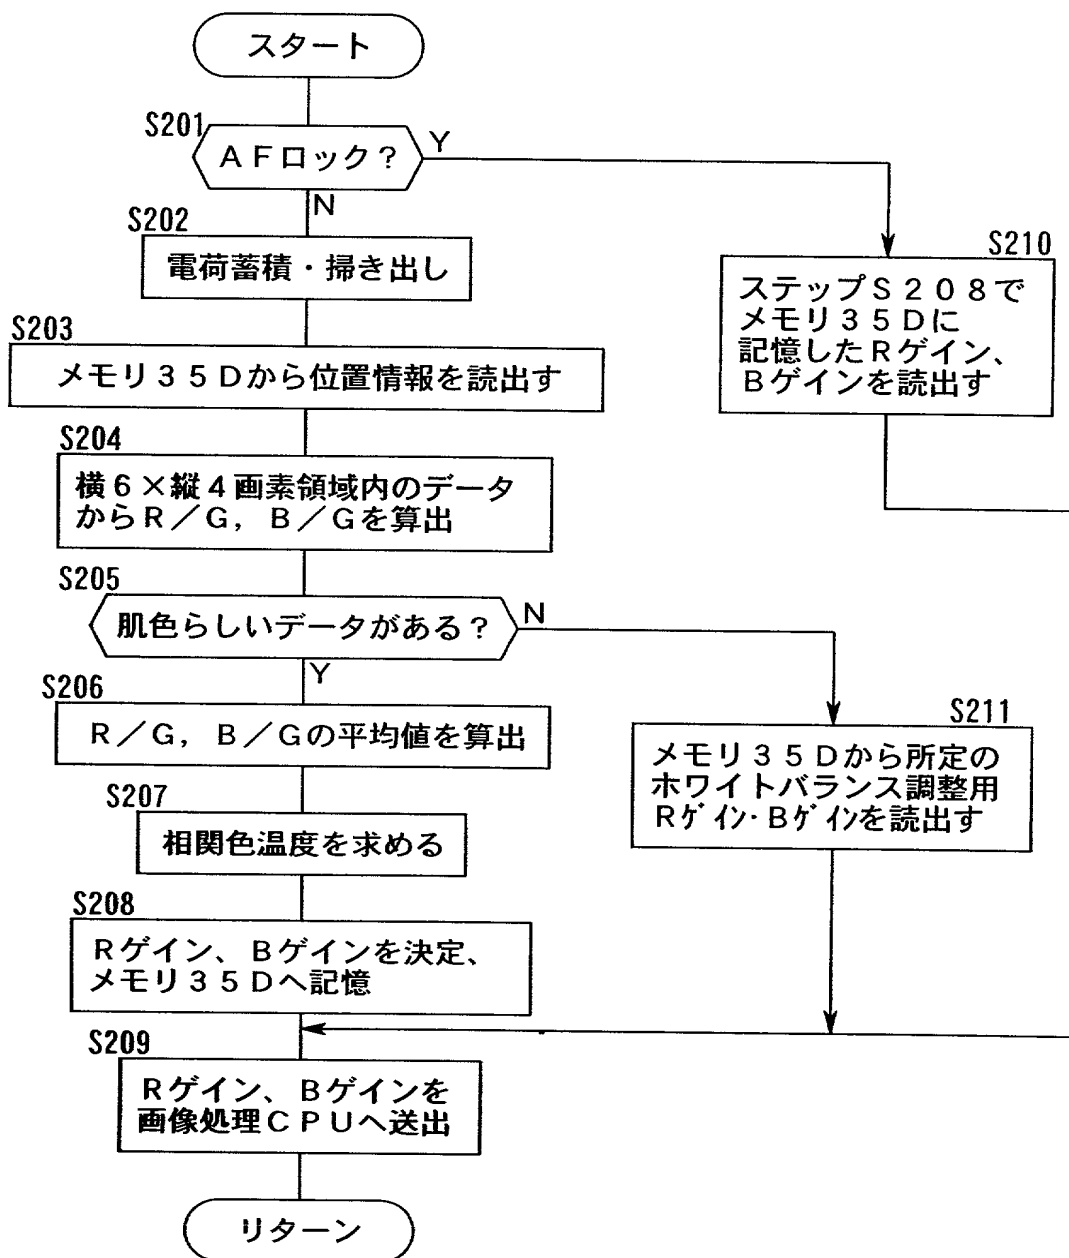 スタート
S201
AFロック?
Y
N
S202
電荷蓄積・掃き出し
S203
メモリ35Dから位置情報を読出す
S204
横6×縦4画素領域内のデータ
からR/G, B/Gを算出
S205
肌色らしいデータがある?
N
Y
S206
R/G, B/Gの平均値を算出
S207
相関色温度を求める
S208
Rゲイン、Bゲインを決定、
メモリ35Dへ記憶
S209
Rゲイン、Bゲインを
画像処理CPUへ送出
リターン
S210
ステップS208で
メモリ35Dに
記憶したRゲイン、
Bゲインを読出す
S211
メモリ35Dから所定の
ホワイトバランス調整用
Rゲイン・Bゲインを読出す